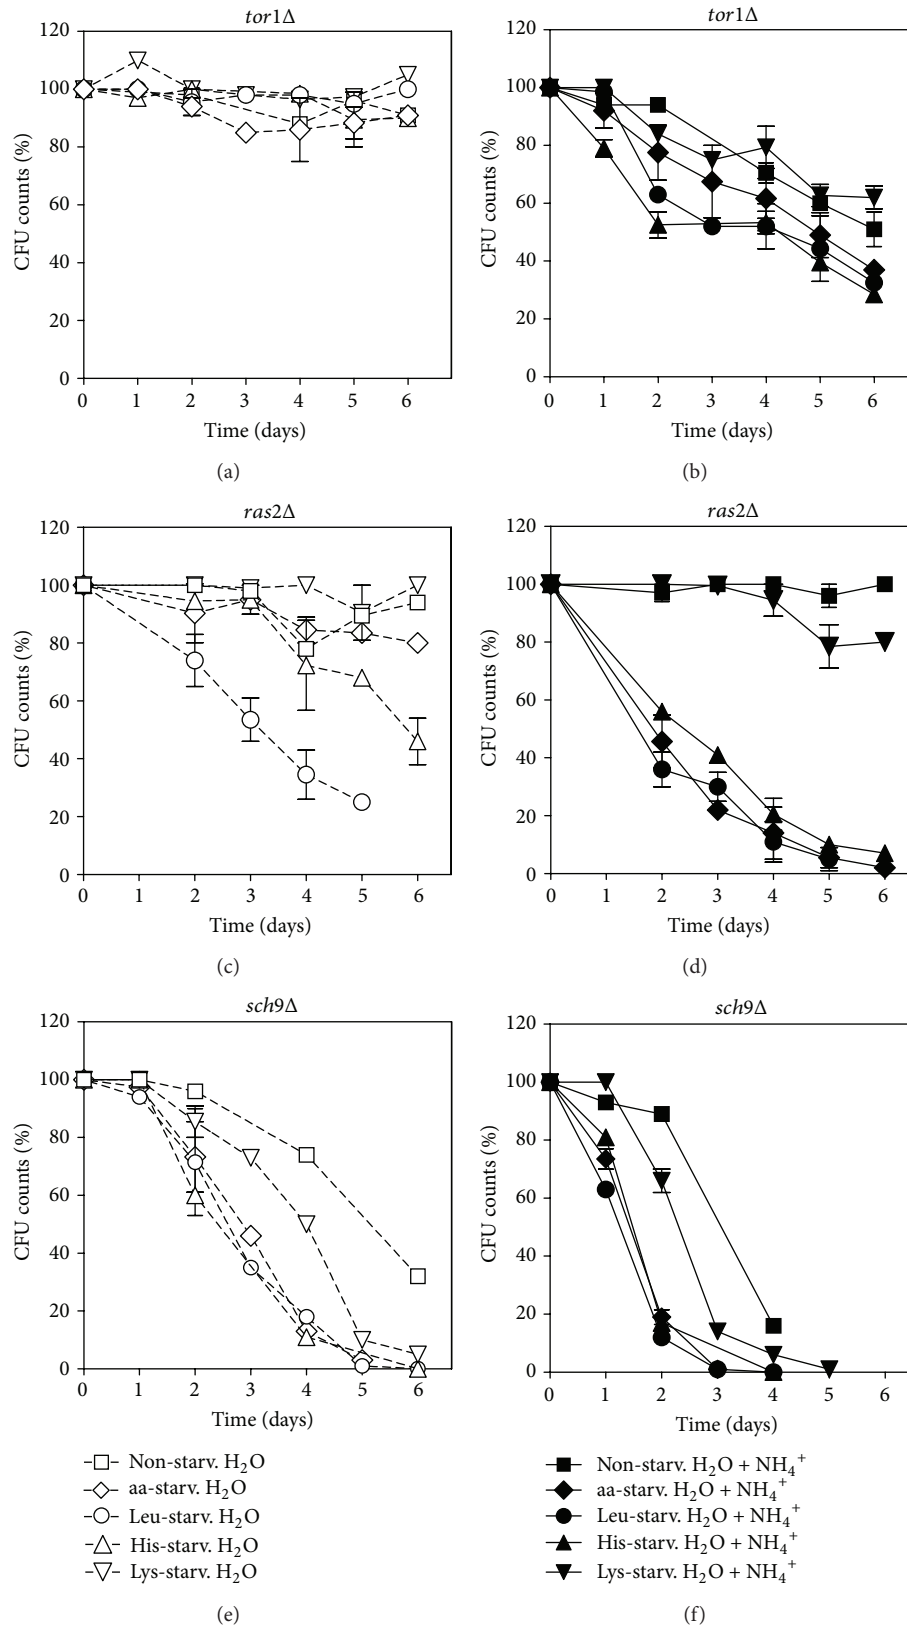 tor1Δ
120
100
80
60
40
20
0
CFU counts (%)
0 1 2 3 4 5 6
Time (days)
(a)
tor1Δ
120
100
80
60
40
20
0
CFU counts (%)
0 1 2 3 4 5 6
Time (days)
(b)
ras2Δ
120
100
80
60
40
20
0
CFU counts (%)
0 1 2 3 4 5 6
Time (days)
(c)
ras2Δ
120
100
80
60
40
20
0
CFU counts (%)
0 1 2 3 4 5 6
Time (days)
(d)
sch9Δ
120
100
80
60
40
20
0
CFU counts (%)
0 1 2 3 4 5 6
Time (days)
Non-starv. H₂O
aa-starv. H₂O
Leu-starv. H₂O
His-starv. H₂O
Lys-starv. H₂O
(e)
sch9Δ
120
100
80
60
40
20
0
CFU counts (%)
0 1 2 3 4 5 6
Time (days)
Non-starv. H₂O + NH₄⁺
aa-starv. H₂O + NH₄⁺
Leu-starv. H₂O + NH₄⁺
His-starv. H₂O + NH₄⁺
Lys-starv. H₂O + NH₄⁺
(f)